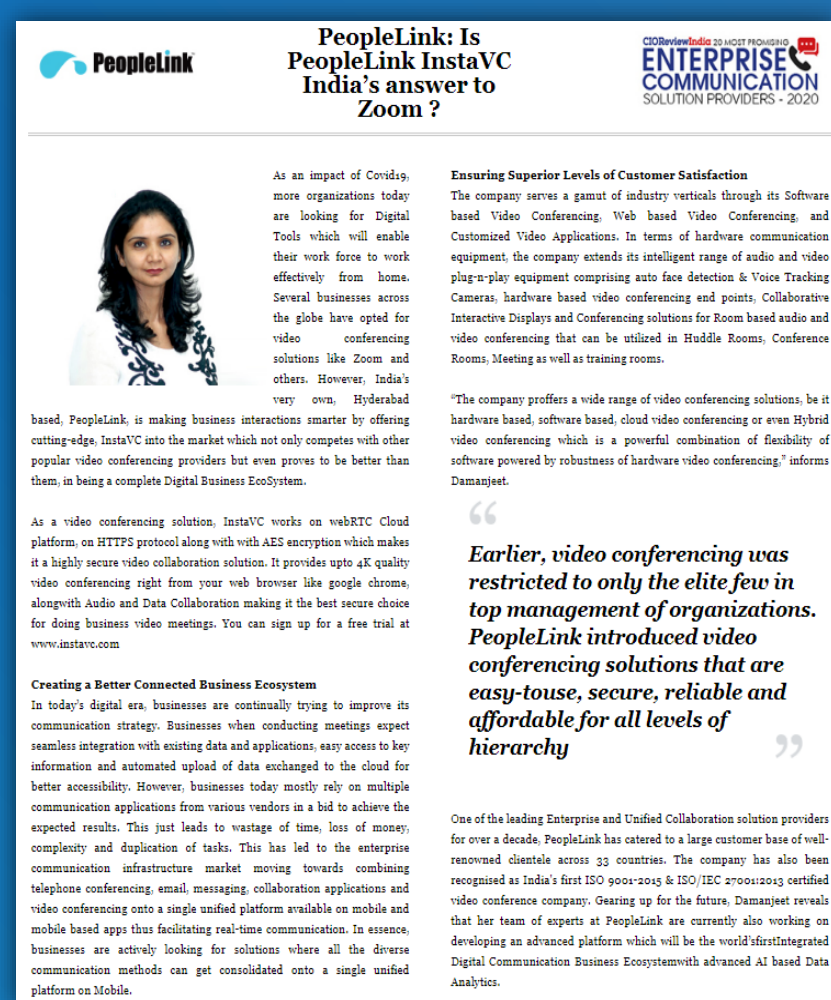 PeopleLink
PeopleLink: Is
PeopleLink InstaVC
India's answer to
Zoom ?
CIOReviewIndia 20 MOST PROMISING
ENTERPRISE
COMMUNICATION
SOLUTION PROVIDERS - 2020
As an impact of Covid19,
more organizations today
are looking for Digital
Tools which will enable
their work force to work
effectively from home.
Several businesses across
the globe have opted for
video conferencing
solutions like Zoom and
others. However, India's
very own, Hyderabad
based, PeopleLink, is making business interactions smarter by offering
cutting-edge, InstaVC into the market which not only competes with other
popular video conferencing providers but even proves to be better than
them, in being a complete Digital Business EcoSystem.
As a video conferencing solution, InstaVC works on webRTC Cloud
platform, on HTTPS protocol along with with AES encryption which makes
it a highly secure video collaboration solution. It provides upto 4K quality
video conferencing right from your web browser like google chrome,
alongwith Audio and Data Collaboration making it the best secure choice
for doing business video meetings. You can sign up for a free trial at
www.instavc.com
Creating a Better Connected Business Ecosystem
In today's digital era, businesses are continually trying to improve its
communication strategy. Businesses when conducting meetings expect
seamless integration with existing data and applications, easy access to key
information and automated upload of data exchanged to the cloud for
better accessibility. However, businesses today mostly rely on multiple
communication applications from various vendors in a bid to achieve the
expected results. This just leads to wastage of time, loss of money,
complexity and duplication of tasks. This has led to the enterprise
communication infrastructure market moving towards combining
telephone conferencing, email, messaging, collaboration applications and
video conferencing onto a single unified platform available on mobile and
mobile based apps thus facilitating real-time communication. In essence,
businesses are actively looking for solutions where all the diverse
communication methods can get consolidated onto a single unified
platform on Mobile.
Ensuring Superior Levels of Customer Satisfaction
The company serves a gamut of industry verticals through its Software
based Video Conferencing, Web based Video Conferencing, and
Customized Video Applications. In terms of hardware communication
equipment, the company extends its intelligent range of audio and video
plug-n-play equipment comprising auto face detection & Voice Tracking
Cameras, hardware based video conferencing end points, Collaborative
Interactive Displays and Conferencing solutions for Room based audio and
video conferencing that can be utilized in Huddle Rooms, Conference
Rooms, Meeting as well as training rooms.
"The company proffers a wide range of video conferencing solutions, be it
hardware based, software based, cloud video conferencing or even Hybrid
video conferencing which is a powerful combination of flexibility of
software powered by robustness of hardware video conferencing," informs
Damanjeet.
“
Earlier, video conferencing was
restricted to only the elite few in
top management of organizations.
PeopleLink introduced video
conferencing solutions that are
easy-touse, secure, reliable and
affordable for all levels of
hierarchy
”
One of the leading Enterprise and Unified Collaboration solution providers
for over a decade, PeopleLink has catered to a large customer base of well-
renowned clientele across 33 countries. The company has also been
recognised as India's first ISO 9001-2015 & ISO/IEC 27001:2013 certified
video conference company. Gearing up for the future, Damanjeet reveals
that her team of experts at PeopleLink are currently also working on
developing an advanced platform which will be the world'sfirstIntegrated
Digital Communication Business Ecosystemwith advanced AI based Data
Analytics.